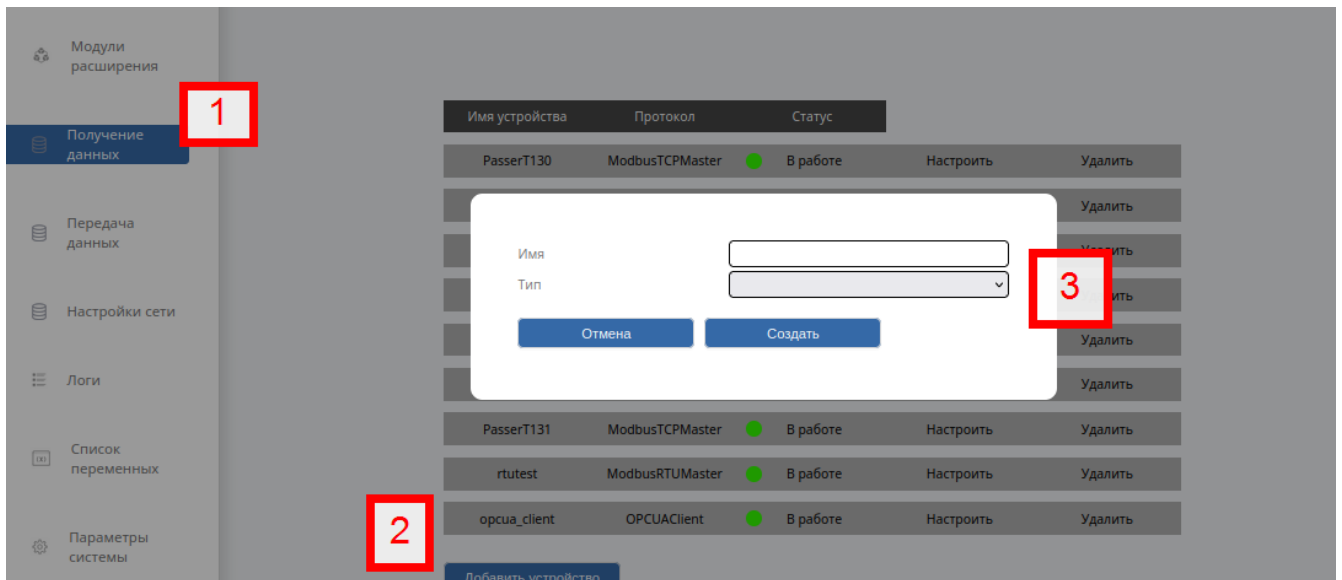 Модули
расширения
1
Получение
данных
Передача
данных
Настройки сети
Логи
Список
переменных
Параметры
системы
Имя устройства Протокол Статус
PasserT130 ModbusTCPMaster В работе Настроить Удалить
Удалить
Удалить
Имя
Тип
3
Отмена Создать
Удалить
Удалить
PasserT131 ModbusTCPMaster В работе Настроить Удалить
rtutest ModbusRTUMaster В работе Настроить Удалить
2
opcua_client OPCUAClient В работе Настроить Удалить
Добавить устройство